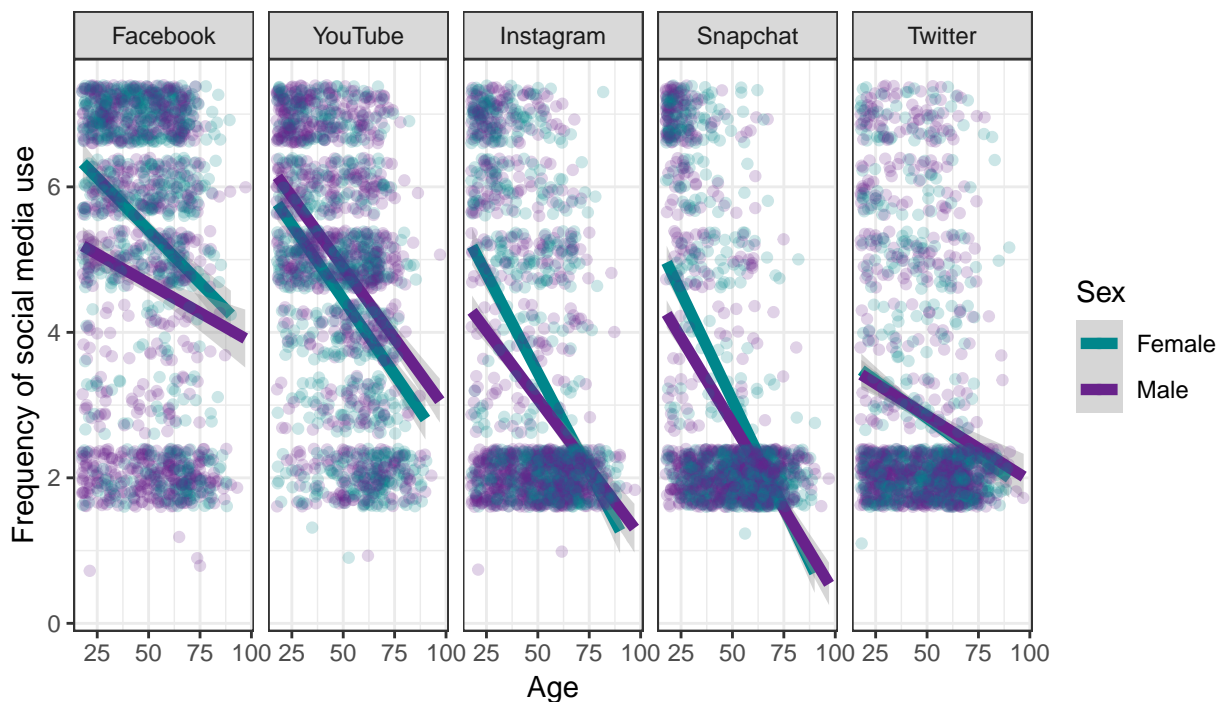 Facebook YouTube Instagram Snapchat Twitter
6
4
2
0
Frequency of social media use
25 50 75 100 25 50 75 100 25 50 75 100 25 50 75 100 25 50 75 100
Age
Sex
Female
Male